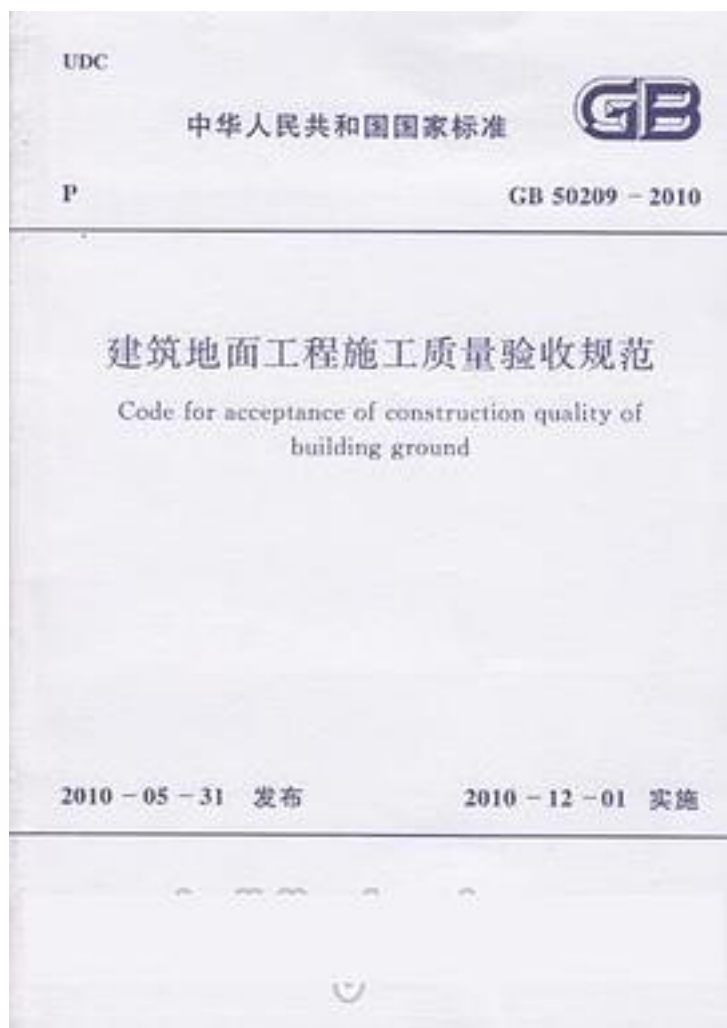 UDC
中华人民共和国国家标准
GB
P
GB 50209－2010
建筑地面工程施工质量验收规范
Code for acceptance of construction quality of
building ground
2010－05－31 发布
2010－12－01 实施